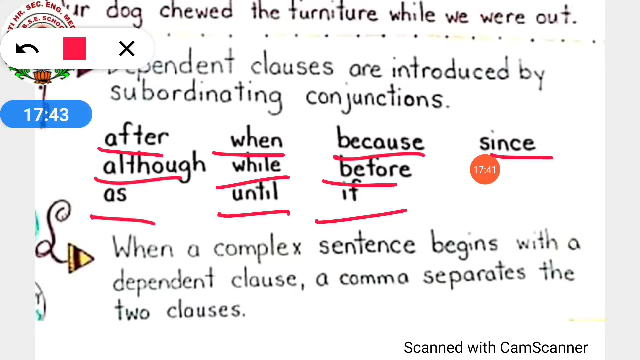 ur dog chewed the furniture while we were out.
Dependent clauses are introduced by
subordinating conjunctions.
17:43
after when because since
although while before
17:41
as until if
When a complex sentence begins with a
dependent clause, a comma separates the
two clauses.
Scanned with CamScanner